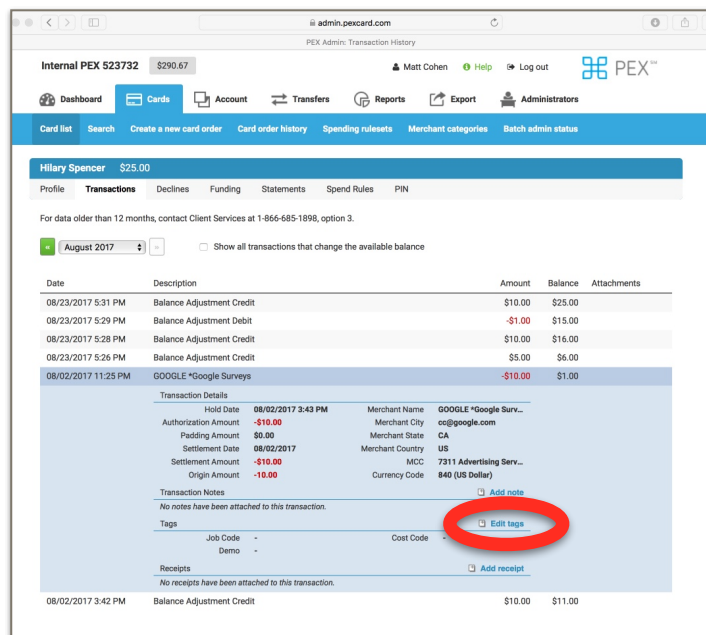 admin.pexcard.com
PEX Admin: Transaction History
Internal PEX 523732 $290.67 Matt Cohen Help Log out PEX SM
Dashboard Cards Account Transfers Reports Export Administrators
Card list Search Create a new card order Card order history Spending rulesets Merchant categories Batch admin status
Hilary Spencer $25.00
Profile Transactions Declines Funding Statements Spend Rules PIN
For data older than 12 months, contact Client Services at 1-866-685-1898, option 3.
« August 2017 » Show all transactions that change the available balance
Date Description Amount Balance Attachments
08/23/2017 5:31 PM Balance Adjustment Credit $10.00 $25.00
08/23/2017 5:29 PM Balance Adjustment Debit -$1.00 $15.00
08/23/2017 5:28 PM Balance Adjustment Credit $10.00 $16.00
08/23/2017 5:26 PM Balance Adjustment Credit $5.00 $6.00
08/02/2017 11:25 PM GOOGLE *Google Surveys -$10.00 $1.00
Transaction Details
Hold Date 08/02/2017 3:43 PM Merchant Name GOOGLE *Google Surv...
Authorization Amount -$10.00 Merchant City cc@google.com
Padding Amount $0.00 Merchant State CA
Settlement Date 08/02/2017 Merchant Country US
Settlement Amount -$10.00 MCC 7311 Advertising Serv...
Origin Amount -10.00 Currency Code 840 (US Dollar)
Transaction Notes Add note
No notes have been attached to this transaction.
Tags Edit tags
Job Code - Cost Code -
Demo -
Receipts Add receipt
No receipts have been attached to this transaction.
08/02/2017 3:42 PM Balance Adjustment Credit $10.00 $11.00